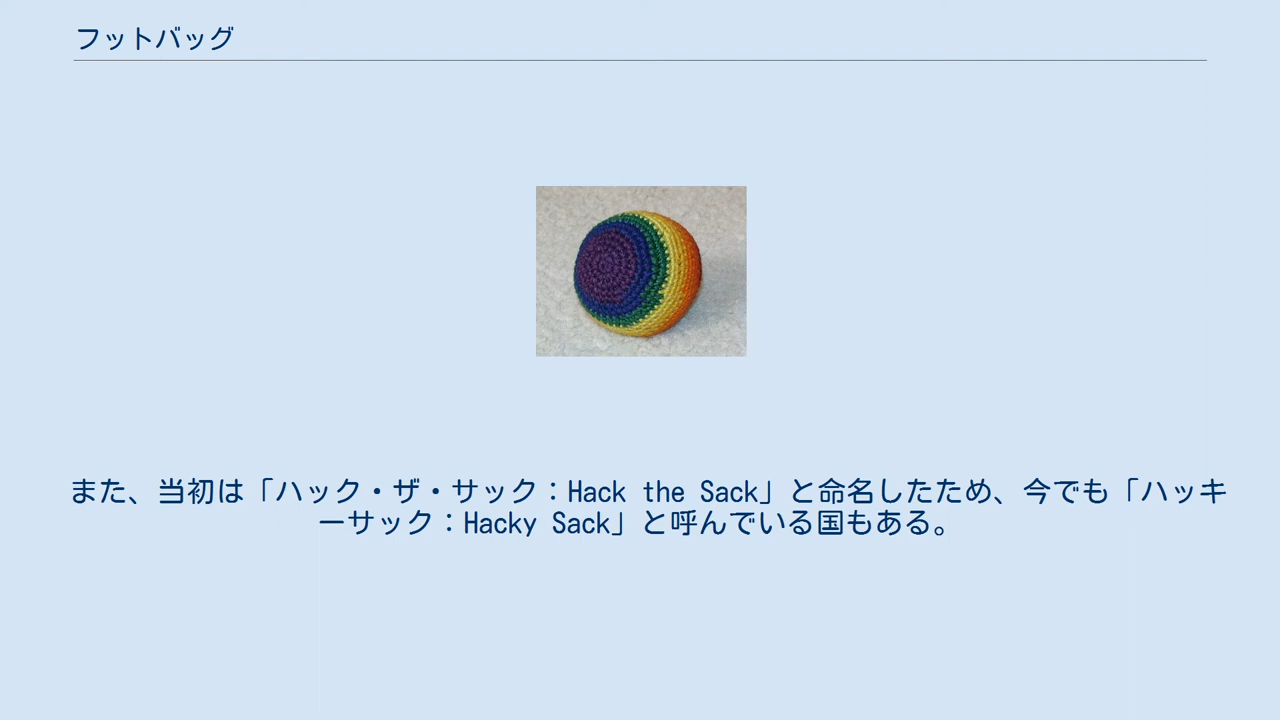 フットバッグ
また、当初は「ハック・ザ・サック：Hack the Sack」と命名したため、今でも「ハッキ
ーサック：Hacky Sack」と呼んでいる国もある。